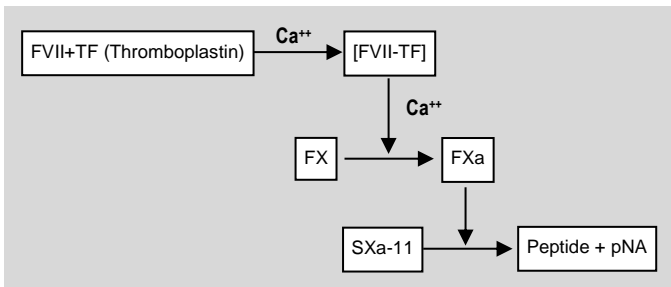 FVII+TF (Thromboplastin)
Ca⁺⁺
[FVII-TF]
Ca⁺⁺
FX
FXa
SXa-11
Peptide + pNA